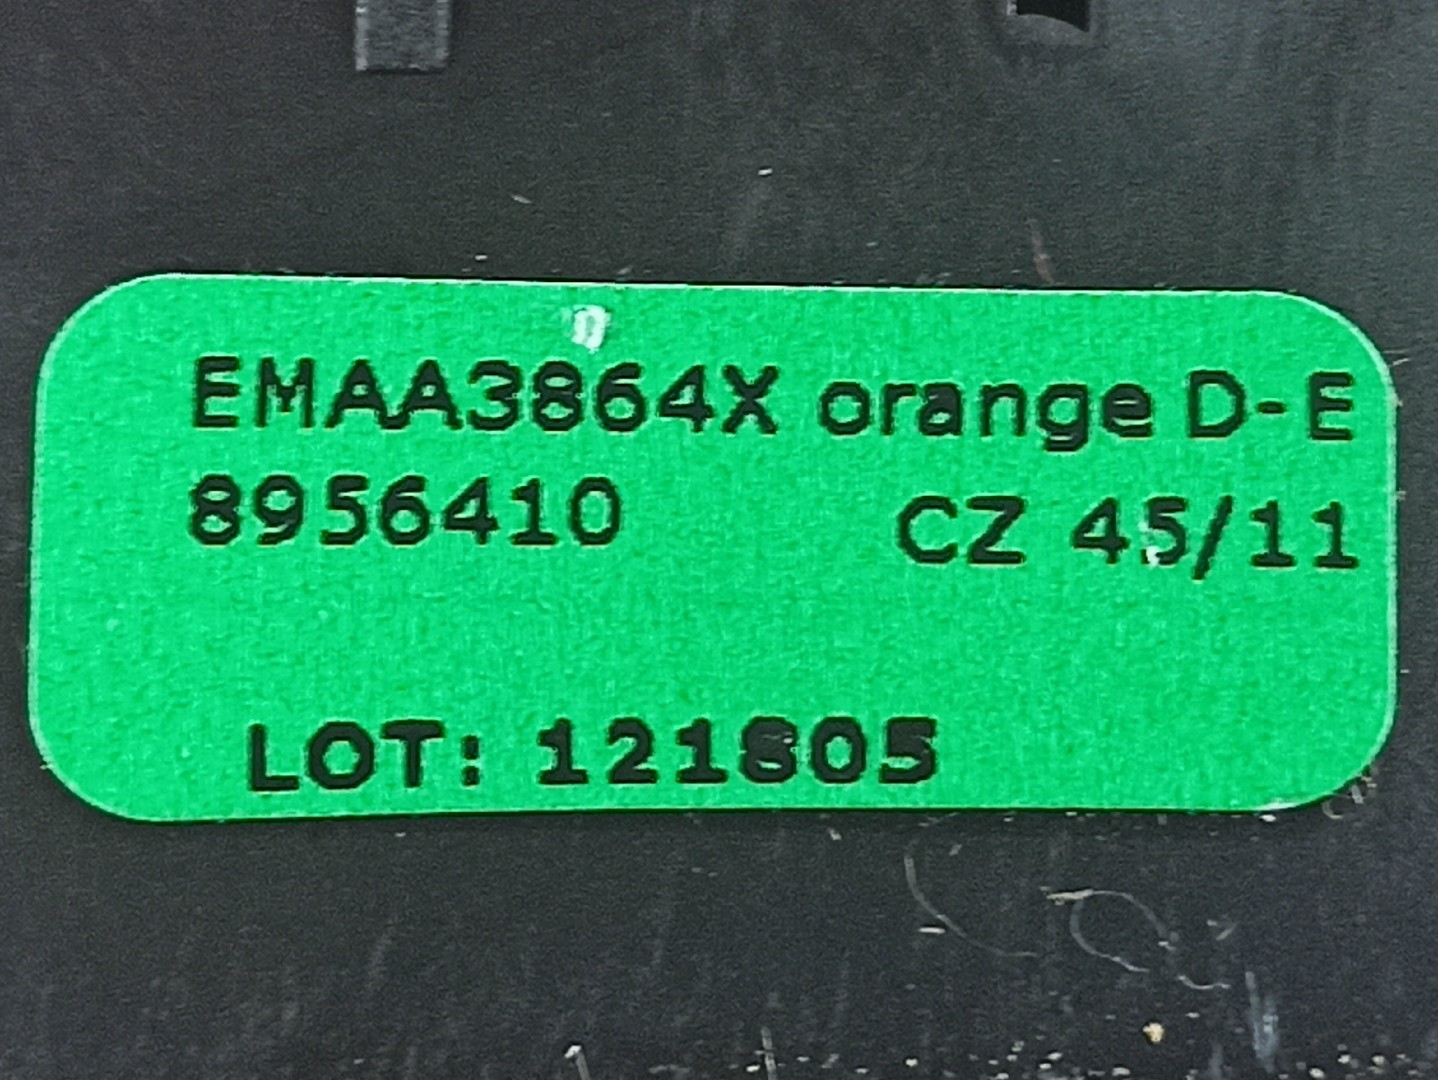 EMAA3864X orange D-E
8956410 CZ 45/11
LOT: 121805